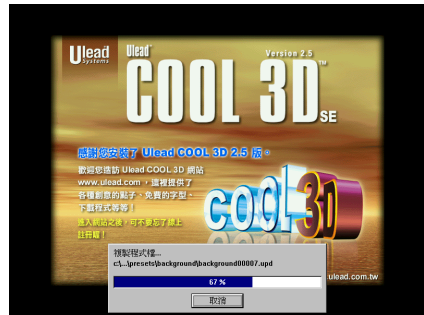 Ulead
Systems
Ulead
Version 2.5
COOL 3D™
SE
感謝您安裝了 Ulead COOL 3D 2.5 版。
歡迎您造訪 Ulead COOL 3D 網站
www.ulead.com，這裡提供了
各種創意的點子、免費的字型、
下載程式等等！
進入網站之後，可不要忘了線上
註冊喔！
COOL 3D
複製程式檔...
c:\...\presets\background\background00007.upd
67 %
.ulead.com.tw
取消